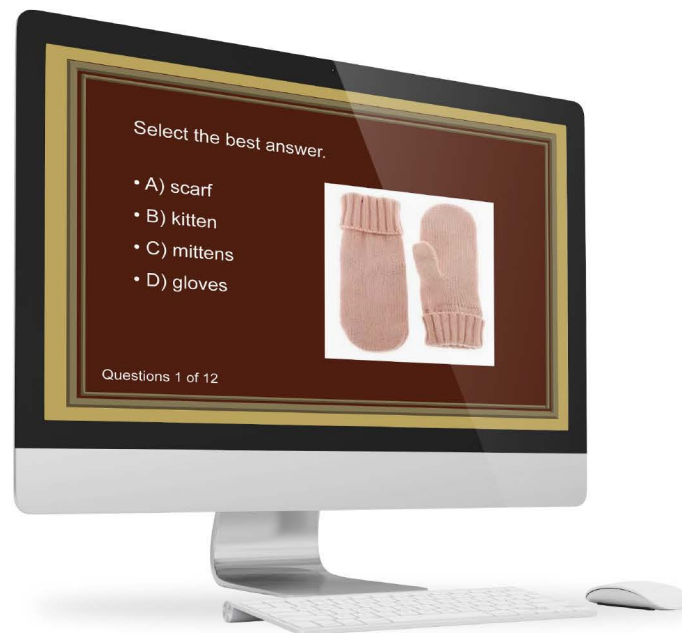 Select the best answer.
• A) scarf
• B) kitten
• C) mittens
• D) gloves
Questions 1 of 12